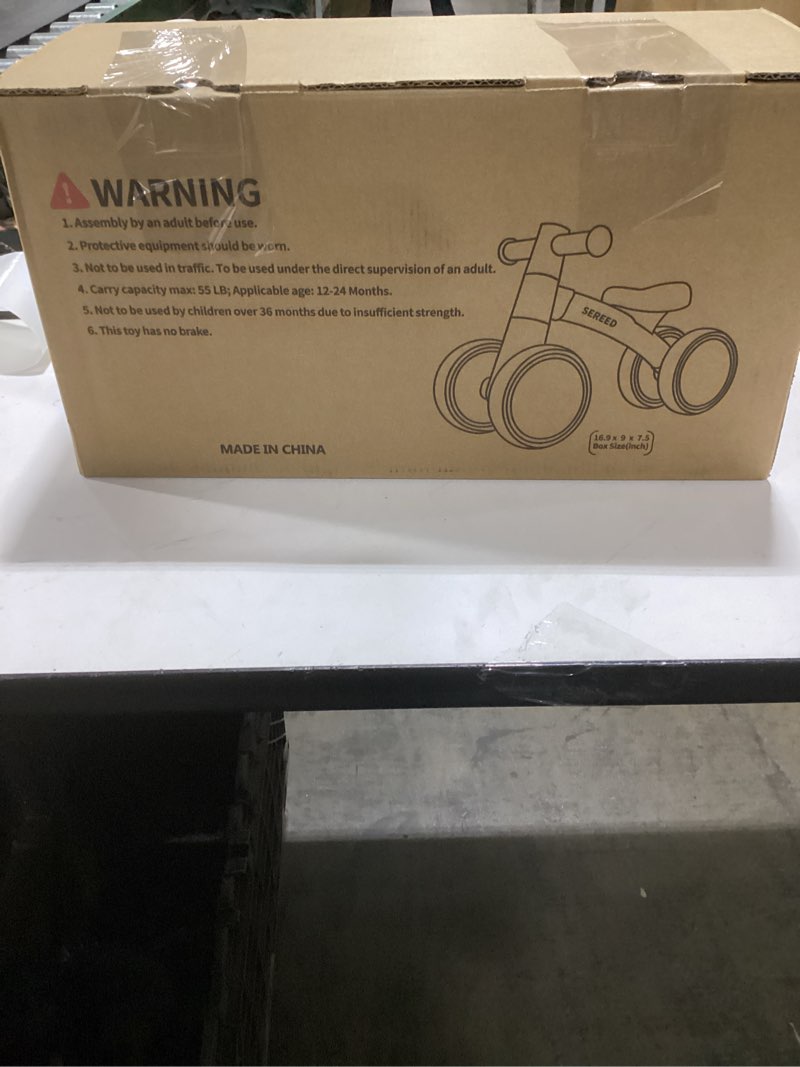 WARNING
1. Assembly by an adult before use.
2. Protective equipment should be worn.
3. Not to be used in traffic. To be used under the direct supervision of an adult.
4. Carry capacity max: 55 LB; Applicable age: 12-24 Months.
5. Not to be used by children over 36 months due to insufficient strength.
6. This toy has no brake.
SEREED
16.9 x 9 x 7.5
Box Size(inch)
MADE IN CHINA